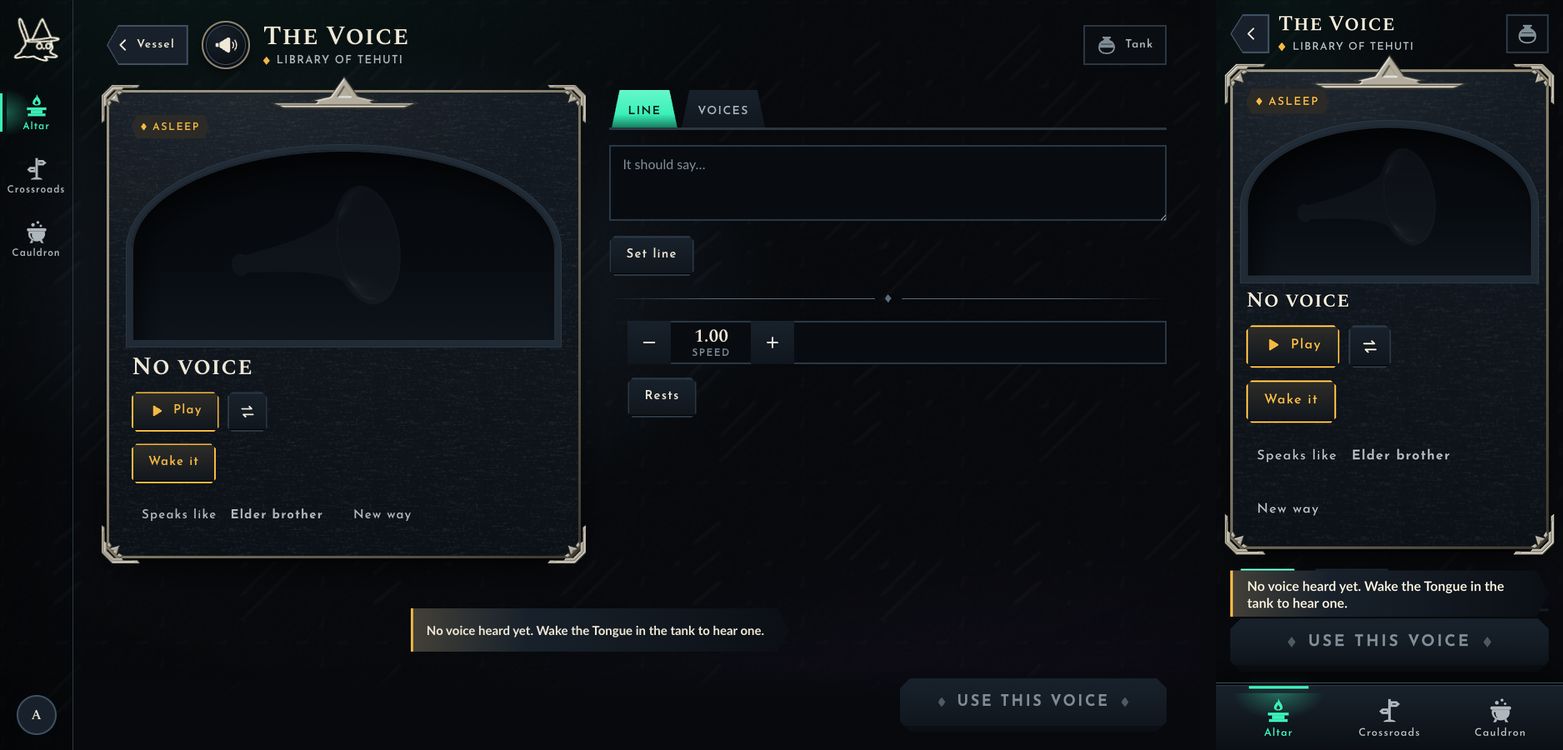 Vessel
THE VOICE
LIBRARY OF TEHUTI
Tank
Altar
Crossroads
Cauldron
A
ASLEEP
NO VOICE
Play
Wake it
Speaks like Elder brother New way
LINE VOICES
It should say...
Set line
1.00
SPEED
Rests
No voice heard yet. Wake the Tongue in the tank to hear one.
USE THIS VOICE
THE VOICE
LIBRARY OF TEHUTI
ASLEEP
NO VOICE
Play
Wake it
Speaks like Elder brother
New way
No voice heard yet. Wake the Tongue in the
tank to hear one.
USE THIS VOICE
Altar Crossroads Cauldron